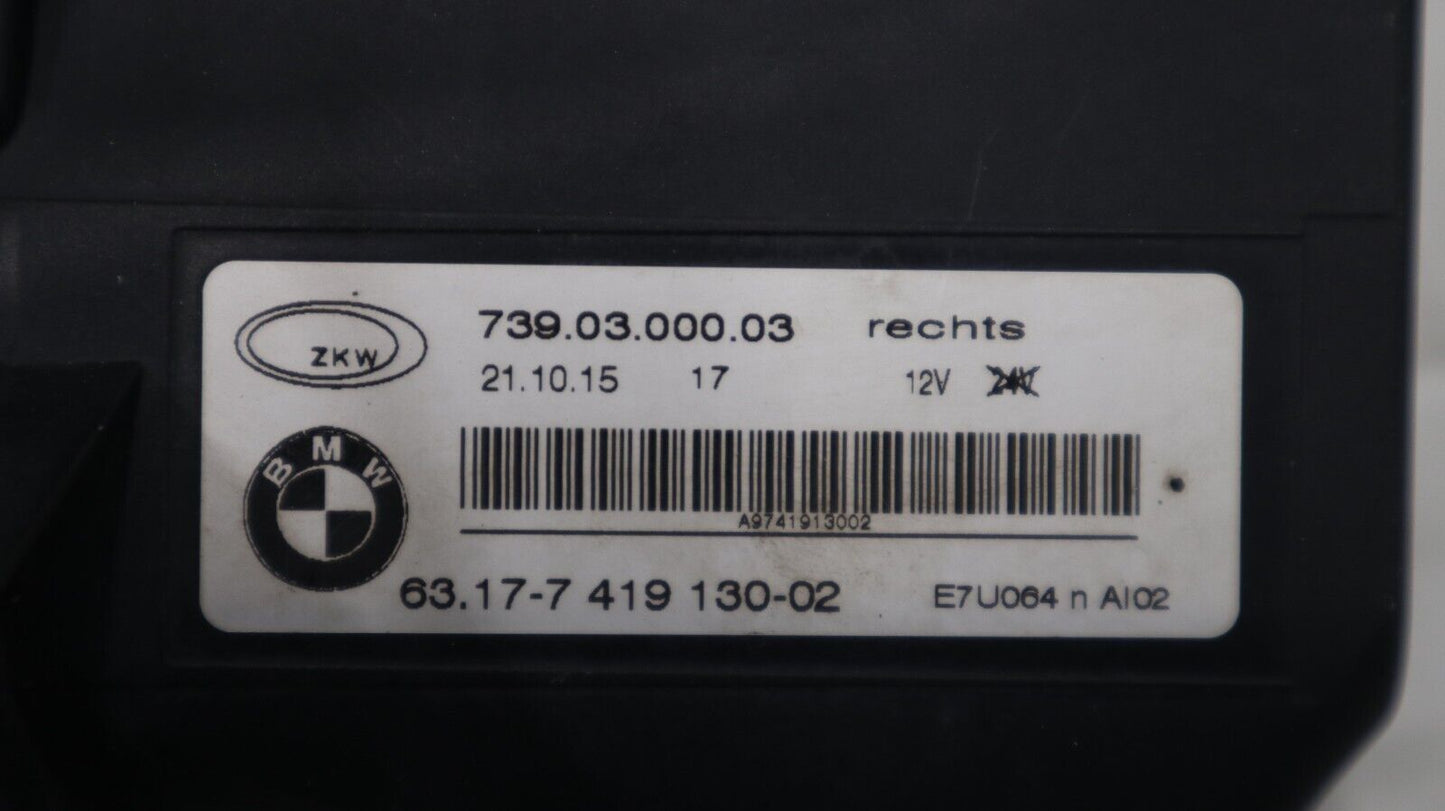 ZKW
739.03.000.03 rechts
21.10.15 17 12V 24V
BMW
A9741913002
63.17-7 419 130-02 E7U064 n AI02